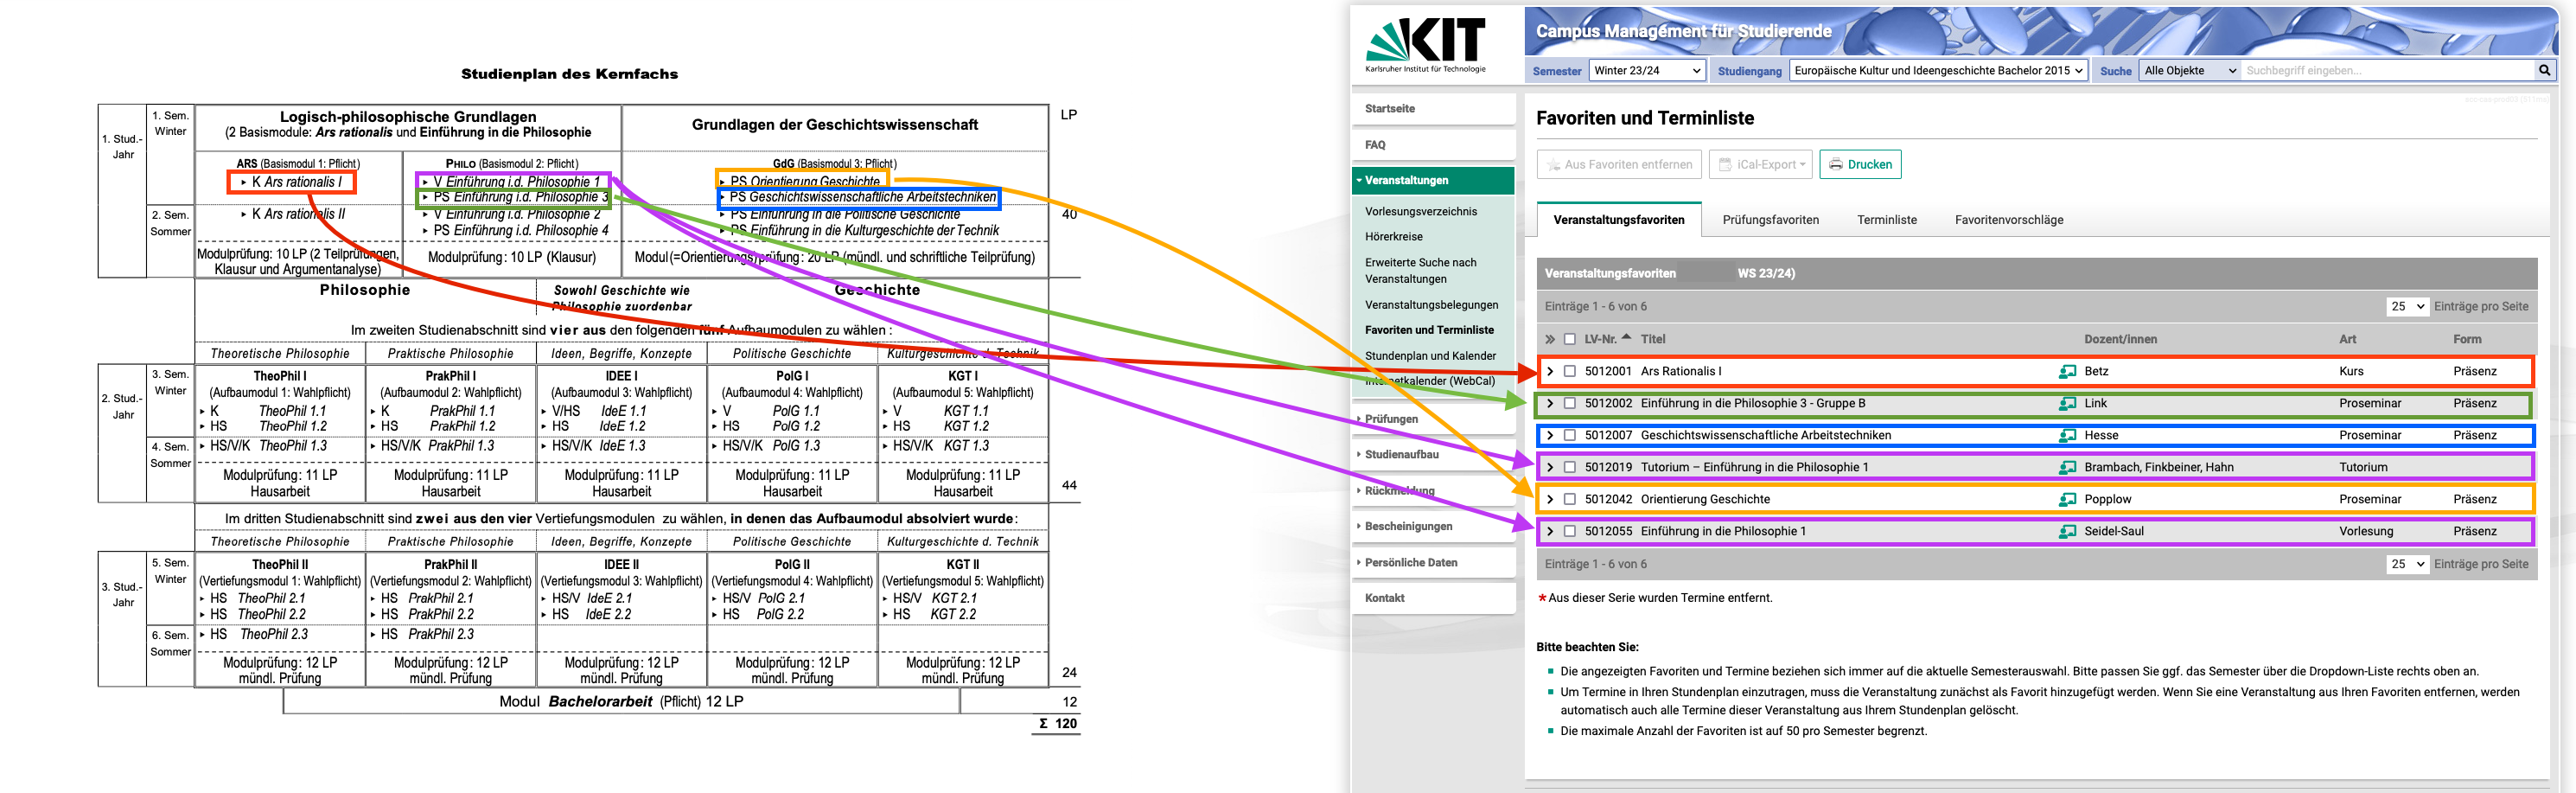 Studienplan des Kernfachs
1. Stud.-
Jahr
1. Sem.
Winter
Logisch-philosophische Grundlagen
(2 Basismodule: Ars rationalis und Einführung in die Philosophie
Grundlagen der Geschichtswissenschaft
LP
ARS (Basismodul 1: Pflicht)
PHILO (Basismodul 2: Pflicht)
GdG (Basismodul 3: Pflicht)
‣ K Ars rationalis I
‣ V Einführung i.d. Philosophie 1
‣ PS Einführung i.d. Philosophie 3
‣ PS Orientierung Geschichte
‣ PS Geschichtswissenschaftliche Arbeitstechniken
2. Sem.
Sommer
‣ K Ars rationalis II
‣ V Einführung i.d. Philosophie 2
‣ PS Einführung i.d. Philosophie 4
‣ PS Einführung in die Politische Geschichte
‣ PS Einführung in die Kulturgeschichte der Technik
40
Modulprüfung: 10 LP (2 Teilprüfungen,
Klausur und Argumentanalyse)
Modulprüfung: 10 LP (Klausur)
Modul(=Orientierungs)prüfung: 20 LP (mündl. und schriftliche Teilprüfung)
Philosophie
Sowohl Geschichte wie
Philosophie zuordenbar
Geschichte
Im zweiten Studienabschnitt sind vier aus den folgenden fünf Aufbaumodulen zu wählen:
Theoretische Philosophie
Praktische Philosophie
Ideen, Begriffe, Konzepte
Politische Geschichte
Kulturgeschichte d. Technik
2. Stud.-
Jahr
3. Sem.
Winter
TheoPhil I
(Aufbaumodul 1: Wahlpflicht)
‣ K TheoPhil 1.1
‣ HS TheoPhil 1.2
PrakPhil I
(Aufbaumodul 2: Wahlpflicht)
‣ K PrakPhil 1.1
‣ HS PrakPhil 1.2
IDEE I
(Aufbaumodul 3: Wahlpflicht)
‣ V/HS IdeE 1.1
‣ HS IdeE 1.2
PolG I
(Aufbaumodul 4: Wahlpflicht)
‣ V PolG 1.1
‣ HS PolG 1.2
KGT I
(Aufbaumodul 5: Wahlpflicht)
‣ V KGT 1.1
‣ HS KGT 1.2
4. Sem.
Sommer
‣ HS/V/K TheoPhil 1.3
‣ HS/V/K PrakPhil 1.3
‣ HS/V/K IdeE 1.3
‣ HS/V/K PolG 1.3
‣ HS/V/K KGT 1.3
Modulprüfung: 11 LP
Hausarbeit
Modulprüfung: 11 LP
Hausarbeit
Modulprüfung: 11 LP
Hausarbeit
Modulprüfung: 11 LP
Hausarbeit
Modulprüfung: 11 LP
Hausarbeit
44
Im dritten Studienabschnitt sind zwei aus den vier Vertiefungsmodulen zu wählen, in denen das Aufbaumodul absolviert wurde:
Theoretische Philosophie
Praktische Philosophie
Ideen, Begriffe, Konzepte
Politische Geschichte
Kulturgeschichte d. Technik
3. Stud.-
Jahr
5. Sem.
Winter
TheoPhil II
(Vertiefungsmodul 1: Wahlpflicht)
‣ HS TheoPhil 2.1
‣ HS TheoPhil 2.2
PrakPhil II
(Vertiefungsmodul 2: Wahlpflicht)
‣ HS PrakPhil 2.1
‣ HS PrakPhil 2.2
IDEE II
(Vertiefungsmodul 3: Wahlpflicht)
‣ HS/V IdeE 2.1
‣ HS IdeE 2.2
PolG II
(Vertiefungsmodul 4: Wahlpflicht)
‣ HS/V PolG 2.1
‣ HS PolG 2.2
KGT II
(Vertiefungsmodul 5: Wahlpflicht)
‣ HS/V KGT 2.1
‣ HS KGT 2.2
6. Sem.
Sommer
‣ HS TheoPhil 2.3
‣ HS PrakPhil 2.3
Modulprüfung: 12 LP
mündl. Prüfung
Modulprüfung: 12 LP
mündl. Prüfung
Modulprüfung: 12 LP
mündl. Prüfung
Modulprüfung: 12 LP
mündl. Prüfung
Modulprüfung: 12 LP
mündl. Prüfung
24
Modul Bachelorarbeit (Pflicht) 12 LP
12
Σ 120
KIT
Karlsruher Institut für Technologie
Campus Management für Studierende
Semester Winter 23/24 Studiengang Europäische Kultur und Ideengeschichte Bachelor 2015 Suche Alle Objekte Suchbegriff eingeben...
Startseite
FAQ
Veranstaltungen
Vorlesungsverzeichnis
Hörerkreise
Erweiterte Suche nach
Veranstaltungen
Veranstaltungsbelegungen
Favoriten und Terminliste
Stundenplan und Kalender
Internetkalender (WebCal)
Prüfungen
Studienaufbau
Rückmeldung
Bescheinigungen
Persönliche Daten
Kontakt
Favoriten und Terminliste
Aus Favoriten entfernen iCal-Export Drucken
Veranstaltungsfavoriten Prüfungsfavoriten Terminliste Favoritenvorschläge
Veranstaltungsfavoriten WS 23/24)
Einträge 1 - 6 von 6 25 Einträge pro Seite
LV-Nr. Titel Dozent/innen Art Form
5012001 Ars Rationalis I Betz Kurs Präsenz
5012002 Einführung in die Philosophie 3 - Gruppe B Link Proseminar Präsenz
5012007 Geschichtswissenschaftliche Arbeitstechniken Hesse Proseminar Präsenz
5012019 Tutorium – Einführung in die Philosophie 1 Brambach, Finkbeiner, Hahn Tutorium
5012042 Orientierung Geschichte Popplow Proseminar Präsenz
5012055 Einführung in die Philosophie 1 Seidel-Saul Vorlesung Präsenz
Einträge 1 - 6 von 6 25 Einträge pro Seite
* Aus dieser Serie wurden Termine entfernt.
Bitte beachten Sie:
Die angezeigten Favoriten und Termine beziehen sich immer auf die aktuelle Semesterauswahl. Bitte passen Sie ggf. das Semester über die Dropdown-Liste rechts oben an.
Um Termine in Ihren Stundenplan einzutragen, muss die Veranstaltung zunächst als Favorit hinzugefügt werden. Wenn Sie eine Veranstaltung aus Ihren Favoriten entfernen, werden
automatisch auch alle Termine dieser Veranstaltung aus Ihrem Stundenplan gelöscht.
Die maximale Anzahl der Favoriten ist auf 50 pro Semester begrenzt.